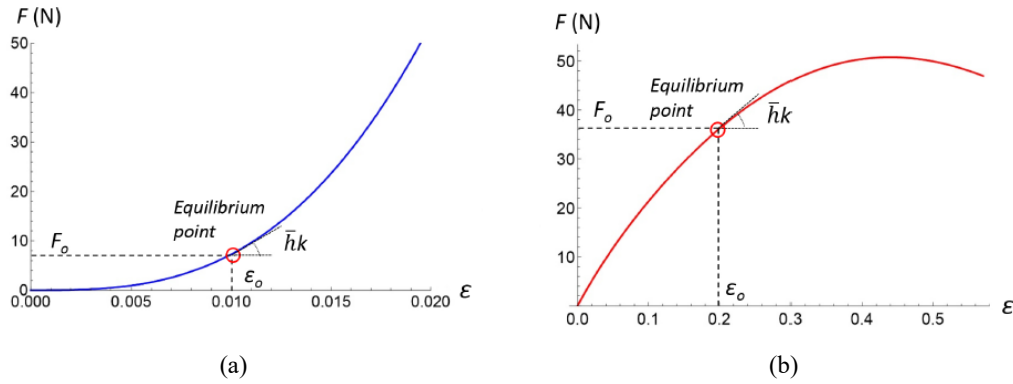 F (N)
50
40
30
20
10
0
Equilibrium
point
F_o
h̅k
ε_o
0.000
0.005
0.010
0.015
0.020
ε
(a)
F (N)
50
40
30
20
10
Equilibrium
point
F_o
h̅k
ε_o
0.0
0.1
0.2
0.3
0.4
0.5
ε
(b)